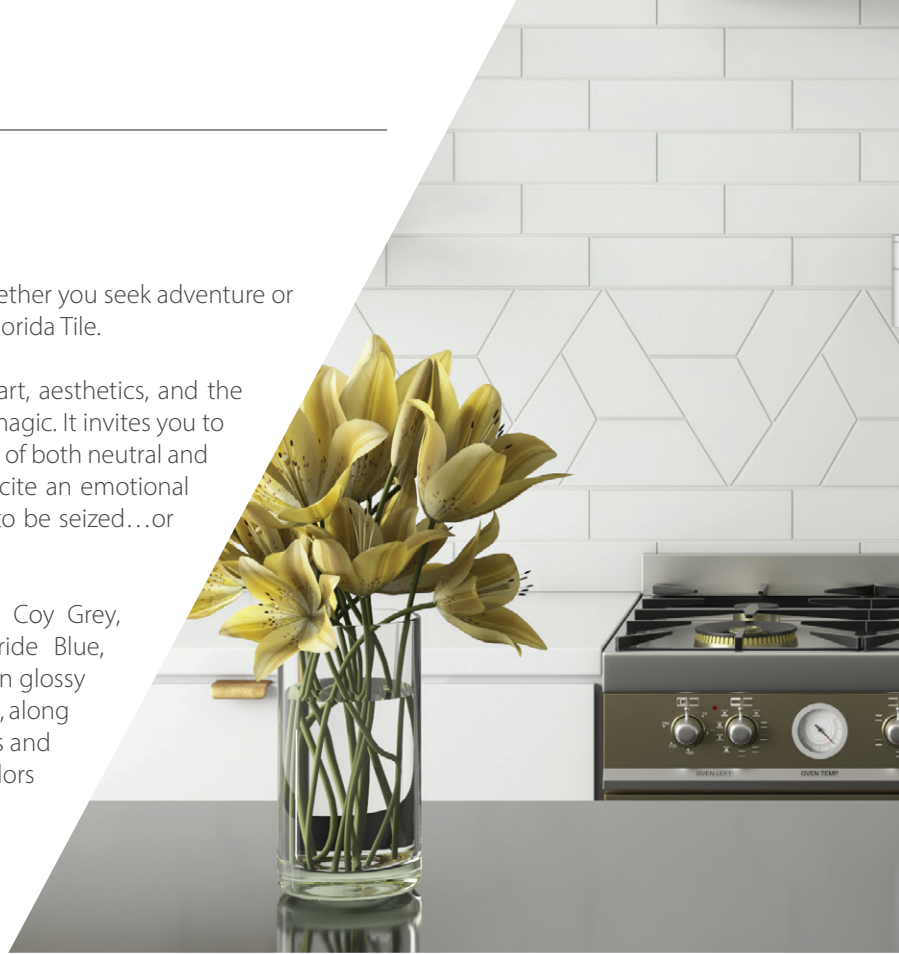 ether you seek adventure or
orida Tile.
art, aesthetics, and the
magic. It invites you to
of both neutral and
cite an emotional
to be seized…or
Coy Grey,
ride Blue,
n glossy
, along
s and
lors
OVEN LEFT
OVEN TEMP.